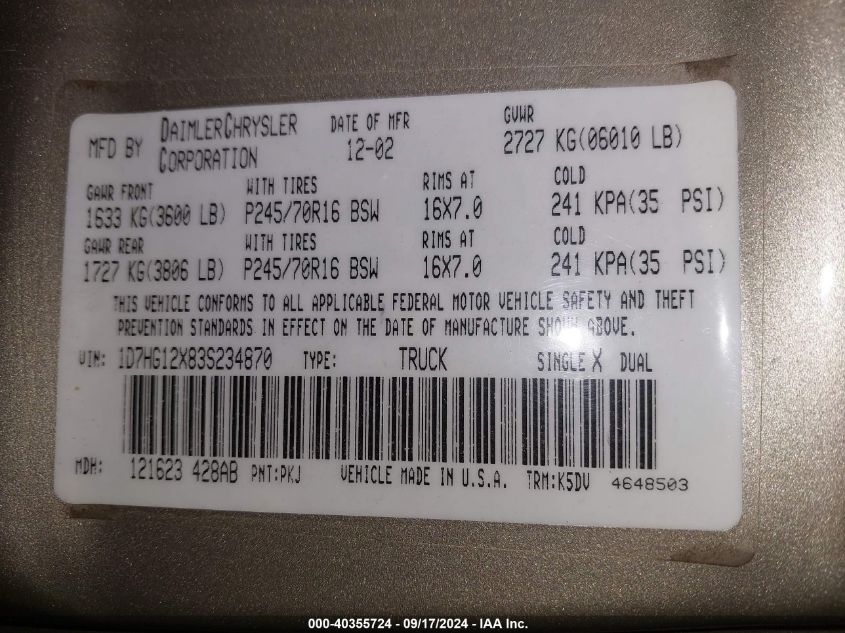 MFD BY DAIMLERCHRYSLER CORPORATION DATE OF MFR 12-02 GVWR 2727 KG(06010 LB)
GAWR FRONT WITH TIRES RIMS AT COLD
1633 KG(3600 LB) P245/70R16 BSW 16X7.0 241 KPA(35 PSI)
GAWR REAR WITH TIRES RIMS AT COLD
1727 KG(3806 LB) P245/70R16 BSW 16X7.0 241 KPA(35 PSI)
THIS VEHICLE CONFORMS TO ALL APPLICABLE FEDERAL MOTOR VEHICLE SAFETY AND THEFT
PREVENTION STANDARDS IN EFFECT ON THE DATE OF MANUFACTURE SHOWN ABOVE.
VIN: 1D7HG12X83S234870 TYPE: TRUCK SINGLE X DUAL
MDH: 121623 428AB PNT:PKJ VEHICLE MADE IN U.S.A. TRM:K5DV 4648503
000-40355724 - 09/17/2024 - IAA Inc.